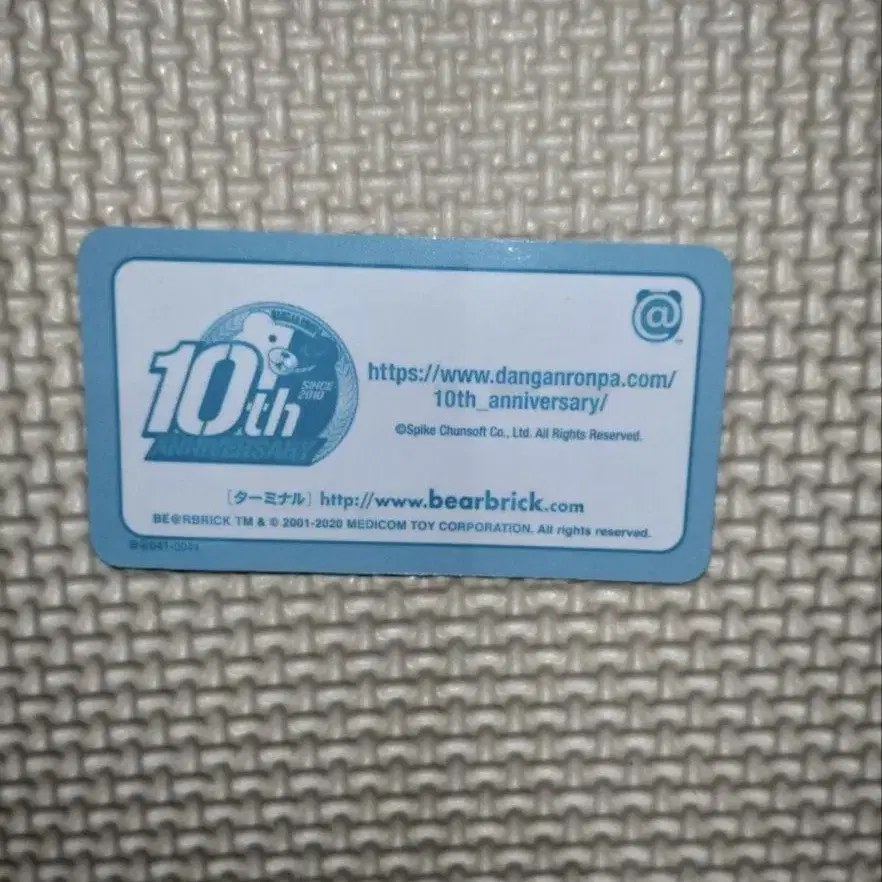 10th
SINCE
2010
ANNIVERSARY
@
https://www.danganronpa.com/
10th_anniversary/
©Spike Chunsoft Co., Ltd. All Rights Reserved.
[ターミナル] http://www.bearbrick.com
BE@RBRICK TM & © 2001-2020 MEDICOM TOY CORPORATION. All rights reserved.